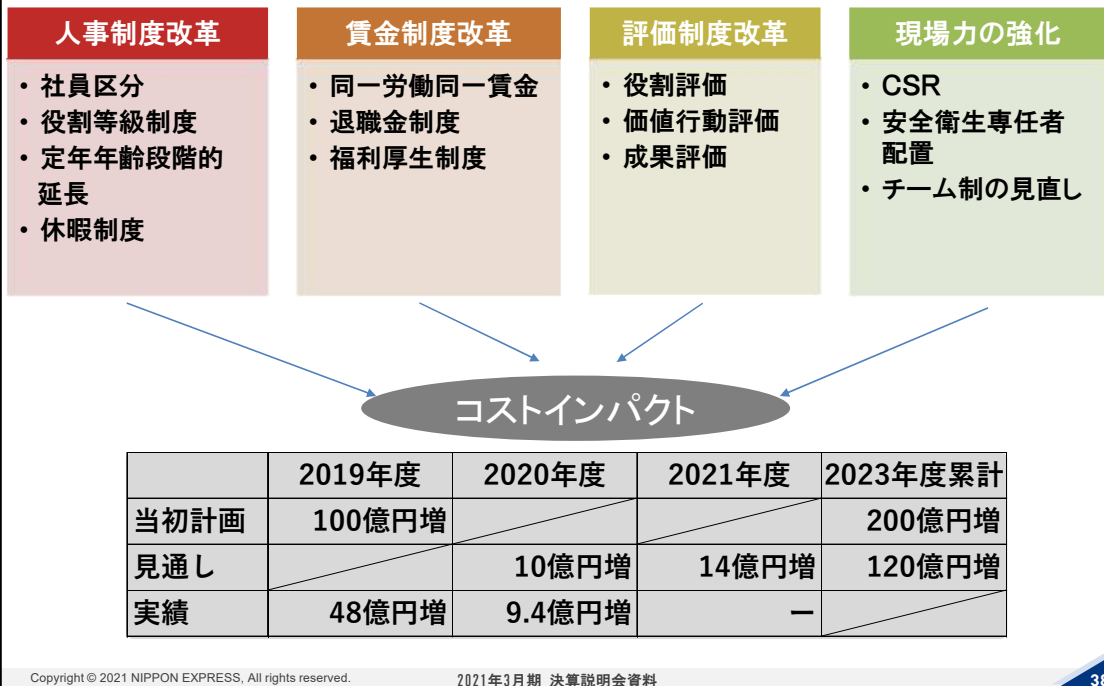 人事制度改革
・社員区分
・役割等級制度
・定年年齢段階的
延長
・休暇制度
賃金制度改革
・同一労働同一賃金
・退職金制度
・福利厚生制度
評価制度改革
・役割評価
・価値行動評価
・成果評価
現場力の強化
・CSR
・安全衛生専任者
配置
・チーム制の見直し
コストインパクト
2019年度 2020年度 2021年度 2023年度累計
当初計画 100億円増 200億円増
見通し 10億円増 14億円増 120億円増
実績 48億円増 9.4億円増 ー
Copyright © 2021 NIPPON EXPRESS, All rights reserved. 2021年3月期 決算説明会資料 38